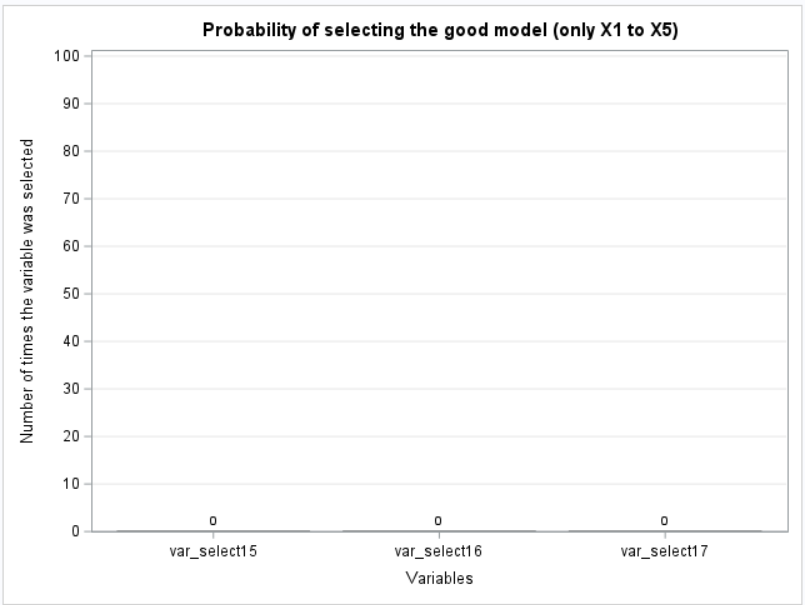 Probability of selecting the good model (only X1 to X5)
Number of times the variable was selected
100
90
80
70
60
50
40
30
20
10
0
0 0 0
var_select15 var_select16 var_select17
Variables